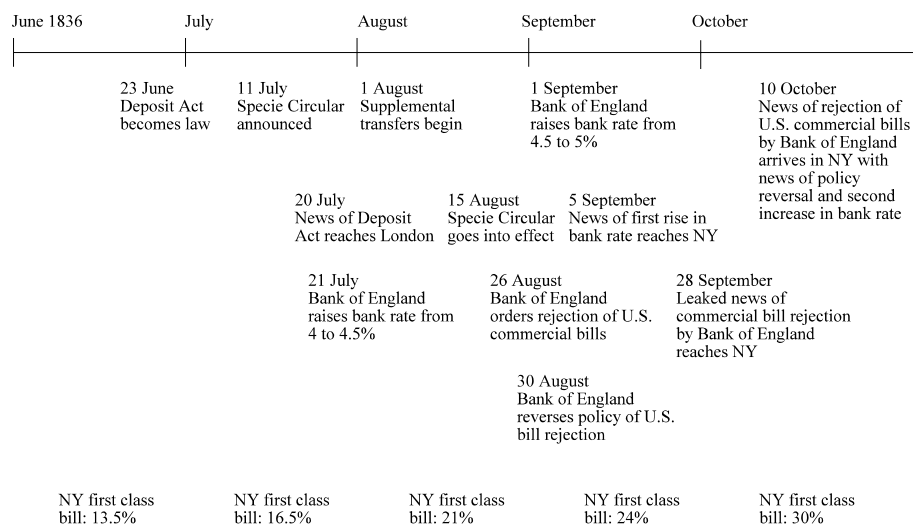 June 1836
July
August
September
October
23 June
Deposit Act
becomes law
11 July
Specie Circular
announced
1 August
Supplemental
transfers begin
1 September
Bank of England
raises bank rate from
4.5 to 5%
10 October
News of rejection of
U.S. commercial bills
by Bank of England
arrives in NY with
news of policy
reversal and second
increase in bank rate
20 July
News of Deposit
Act reaches London
15 August
Specie Circular
goes into effect
5 September
News of first rise in
bank rate reaches NY
21 July
Bank of England
raises bank rate from
4 to 4.5%
26 August
Bank of England
orders rejection of U.S.
commercial bills
28 September
Leaked news of
commercial bill rejection
by Bank of England
reaches NY
30 August
Bank of England
reverses policy of U.S.
bill rejection
NY first class
bill: 13.5%
NY first class
bill: 16.5%
NY first class
bill: 21%
NY first class
bill: 24%
NY first class
bill: 30%